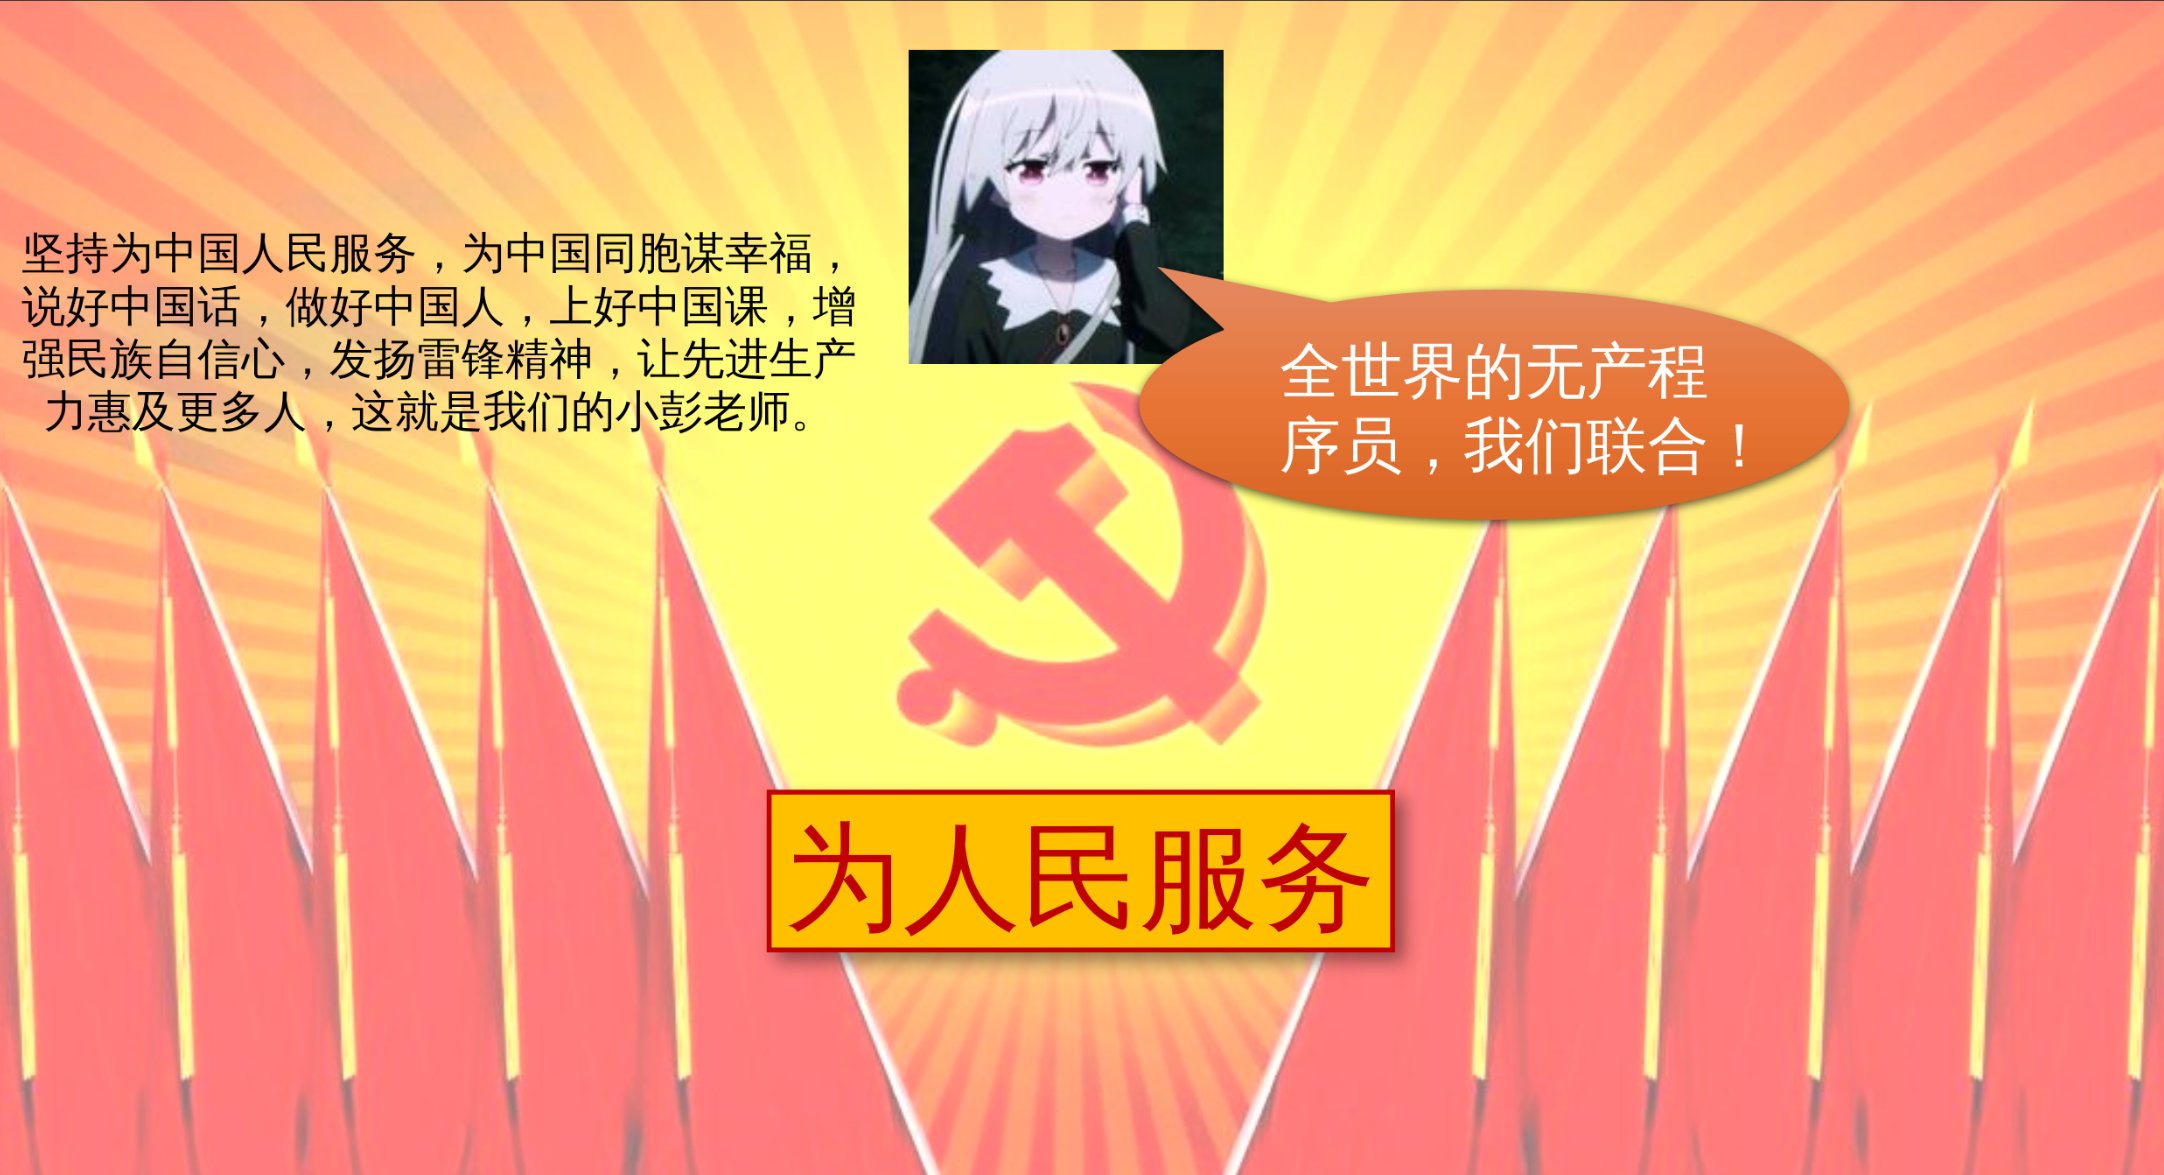 坚持为中国人民服务，为中国同胞谋幸福，
说好中国话，做好中国人，上好中国课，增
强民族自信心，发扬雷锋精神，让先进生产
力惠及更多人，这就是我们的小彭老师。
全世界的无产程
序员，我们联合！
为人民服务